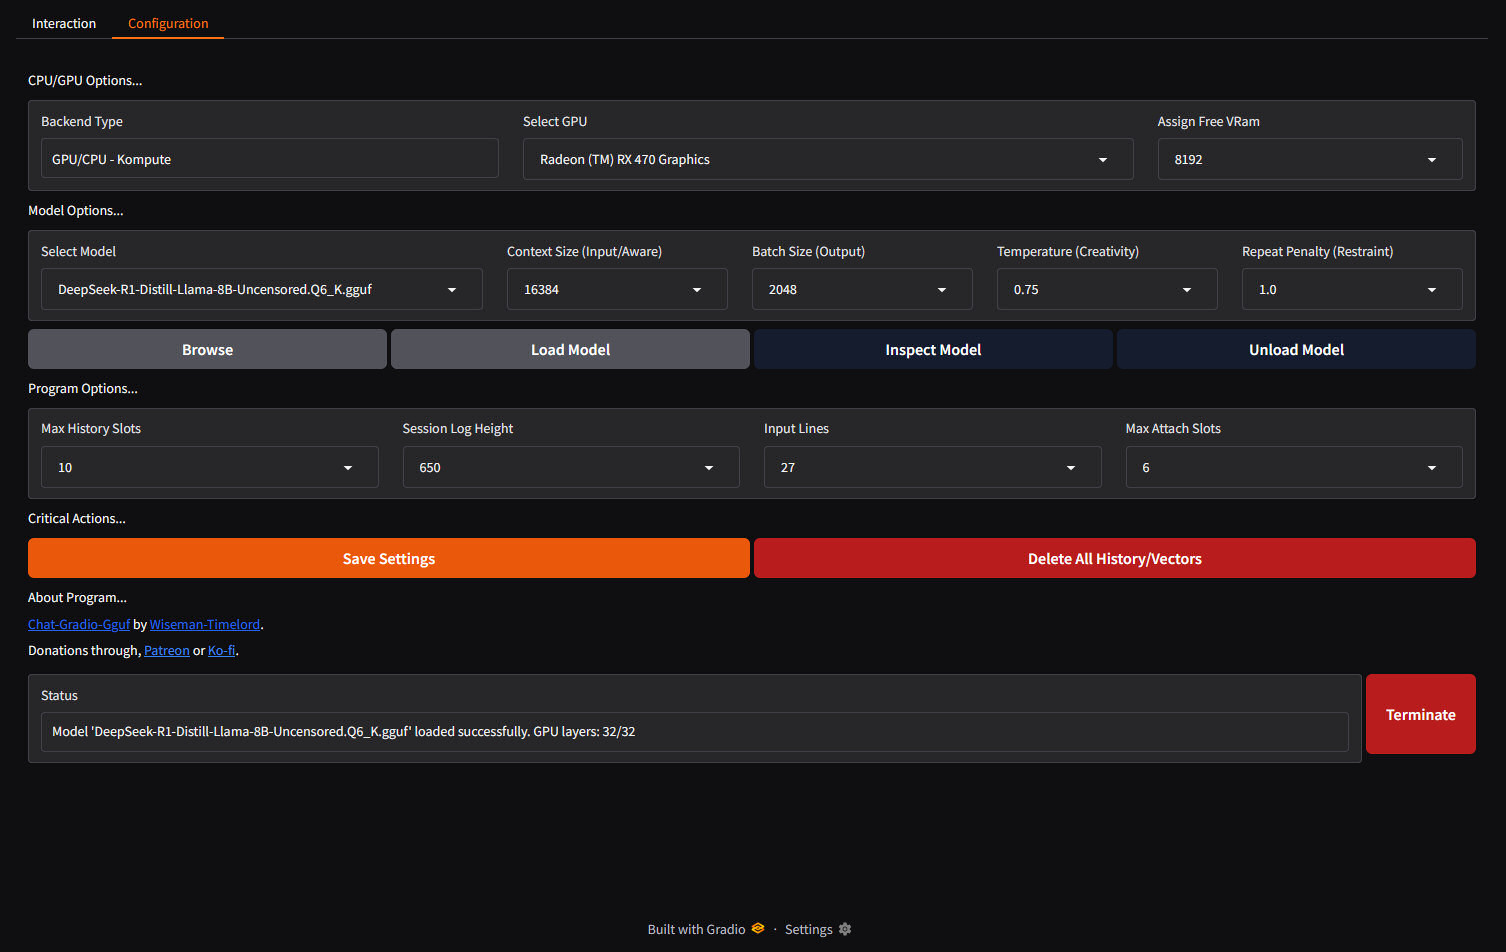 Interaction Configuration
CPU/GPU Options...
Backend Type Select GPU Assign Free VRam
GPU/CPU - Kompute Radeon (TM) RX 470 Graphics 8192
Model Options...
Select Model Context Size (Input/Aware) Batch Size (Output) Temperature (Creativity) Repeat Penalty (Restraint)
DeepSeek-R1-Distill-Llama-8B-Uncensored.Q6_K.gguf 16384 2048 0.75 1.0
Browse Load Model Inspect Model Unload Model
Program Options...
Max History Slots Session Log Height Input Lines Max Attach Slots
10 650 27 6
Critical Actions...
Save Settings Delete All History/Vectors
About Program...
Chat-Gradio-Gguf by Wiseman-Timelord.
Donations through, Patreon or Ko-fi.
Status
Model 'DeepSeek-R1-Distill-Llama-8B-Uncensored.Q6_K.gguf' loaded successfully. GPU layers: 32/32
Terminate
Built with Gradio · Settings